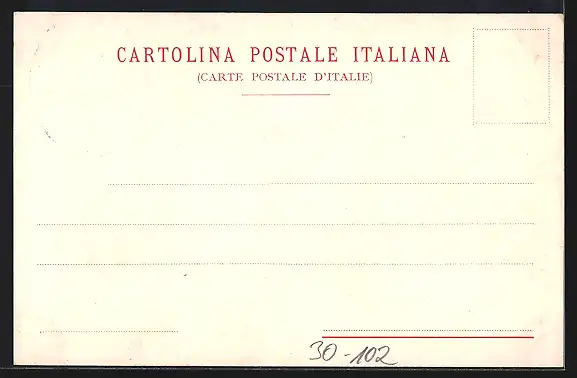 CARTOLINA POSTALE ITALIANA
(CARTE POSTALE D'ITALIE)
30-102